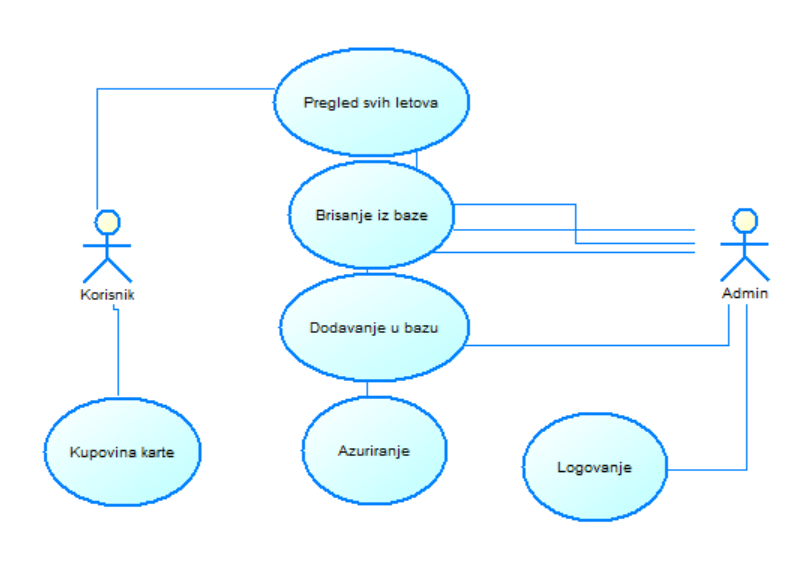 Pregled svih letova
Brisanje iz baze
Korisnik
Admin
Dodavanje u bazu
Kupovina karte
Azuriranje
Logovanje